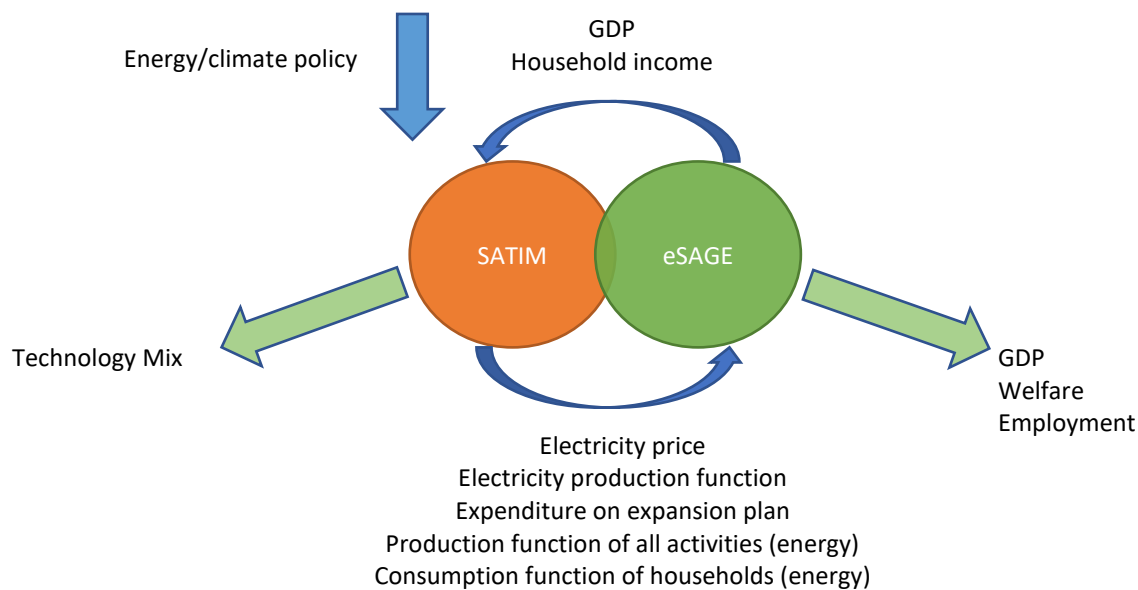 GDP
Household income
Energy/climate policy
SATIM
eSAGE
Technology Mix
GDP
Welfare
Employment
Electricity price
Electricity production function
Expenditure on expansion plan
Production function of all activities (energy)
Consumption function of households (energy)